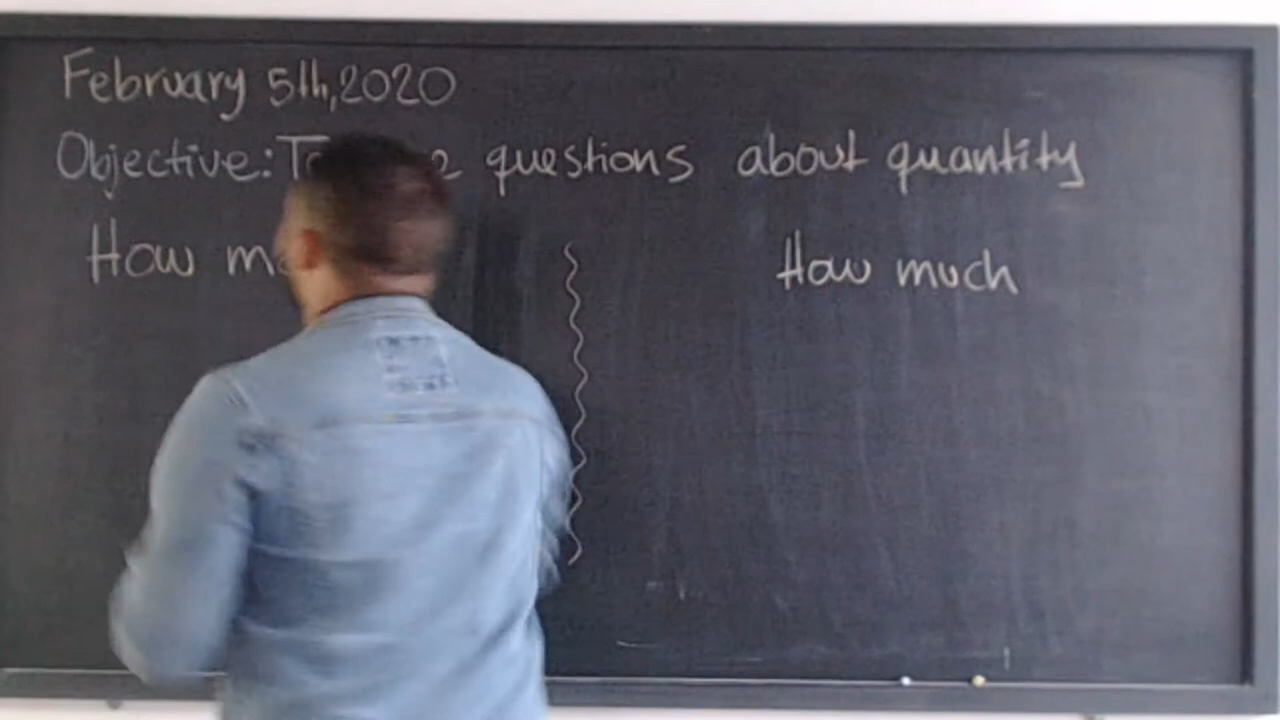 February 5th, 2020
Objective: To questions about quantity
How How much